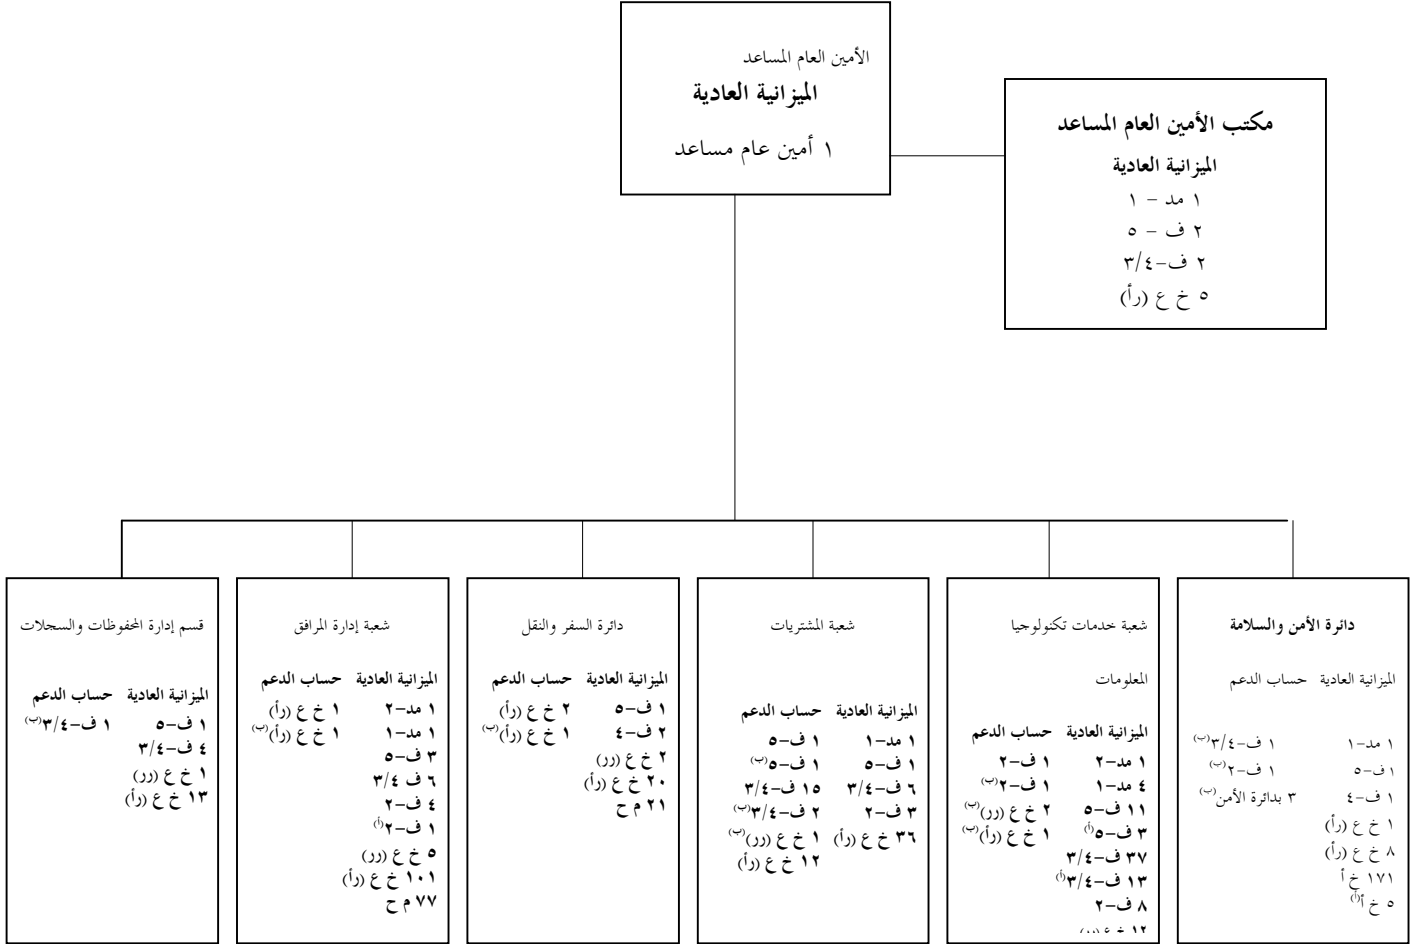 الأمين العام المساعد
الميزانية العادية
١ أمين عام مساعد
مكتب الأمين العام المساعد
الميزانية العادية
١ مد – ١
٢ ف – ٥
٢ ف–٣/٤
٥ خ ع (رأ)
دائرة الأمن والسلامة
الميزانية العادية حساب الدعم
١ مد–١ ١ ف–٣/٤(ب)
١ ف–٥ ١ ف–٢(ب)
١ ف–٤ ٣ بدائرة الأمن(ب)
١ خ ع (رأ)
٨ خ ع (رأ)
١٧١ خ أ
٥ خ أ(أ)
شعبة خدمات تكنولوجيا
المعلومات
الميزانية العادية حساب الدعم
١ مد–٢ ١ ف–٢
٤ مد–١ ١ ف–٢(ب)
١١ ف–٥ ٢ خ ع (رر)(ب)
٣ ف–٥(أ) ١ خ ع (رأ)(ب)
٣٧ ف–٣/٤
١٣ ف–٣/٤(أ)
٨ ف–٢
١٢ خ ع (رر)
شعبة المشتريات
الميزانية العادية حساب الدعم
١ مد–١ ١ ف–٥
١ ف–٥ ١ ف–٥(ب)
٦ ف–٣/٤ ١٥ ف–٣/٤
٣ ف–٢ ٢ ف–٣/٤(ب)
٣٦ خ ع (رأ) ١ خ ع (رر)(ب)
١٢ خ ع (رأ)
دائرة السفر والنقل
الميزانية العادية حساب الدعم
١ ف–٥ ٢ خ ع (رأ)
٢ ف–٤ ١ خ ع (رأ)(ب)
٢ خ ع (رر)
٢٠ خ ع (رأ)
٢١ م ح
شعبة إدارة المرافق
الميزانية العادية حساب الدعم
١ مد–٢ ١ خ ع (رأ)
١ مد–١ ١ خ ع (رأ)(ب)
٣ ف–٥
٦ ف ٣/٤
٤ ف–٢
١ ف–٢(أ)
٥ خ ع (رر)
١٠١ خ ع (رأ)
٧٧ م ح
قسم إدارة المحفوظات والسجلات
الميزانية العادية حساب الدعم
١ ف–٥ ١ ف–٣/٤(ب)
٤ ف–٣/٤
١ خ ع (رر)
١٣ خ ع (رأ)